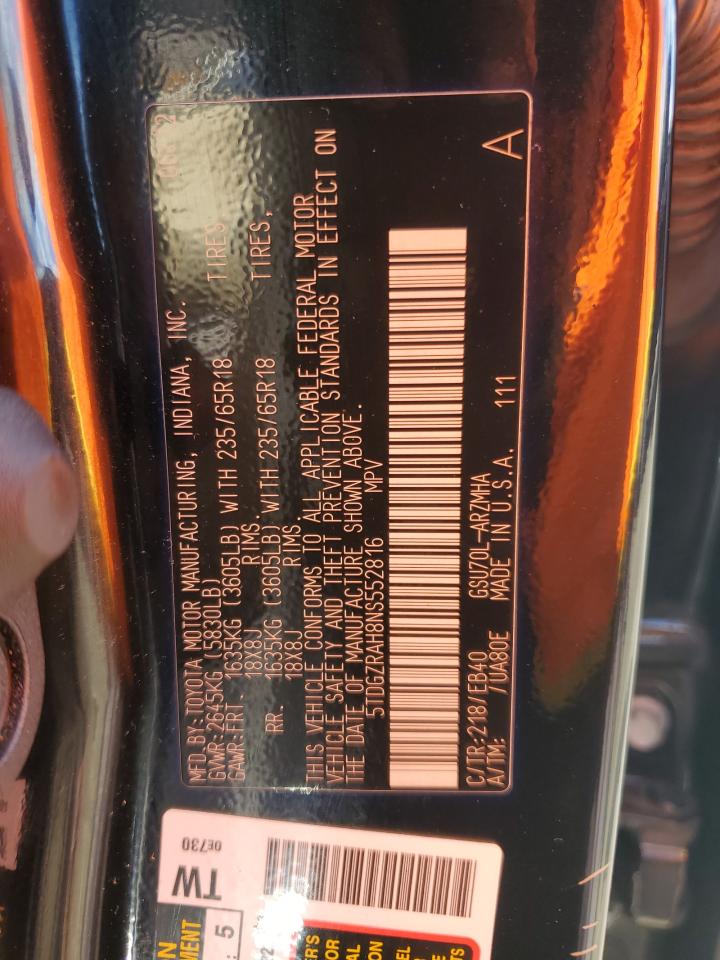 MFD.BY:TOYOTA MOTOR MANUFACTURING, INDIANA, INC.
GVWR:2645KG (5830LB)
GAWR:FRT. 1635KG (3605LB) WITH 235/65R18 TIRES
18X8J RIMS
RR. 1635KG (3605LB) WITH 235/65R18 TIRES,
18X8J RIMS.
THIS VEHICLE CONFORMS TO ALL APPLICABLE FEDERAL MOTOR
VEHICLE SAFETY AND THEFT PREVENTION STANDARDS IN EFFECT ON
THE DATE OF MANUFACTURE SHOWN ABOVE.
5TDGZRAH8NS552816 MPV
C/TR:218/EB40 GSU70L-ARZMHA
A/TM: /UA80E MADE IN U.S.A. 111
A
TW
0E730
5